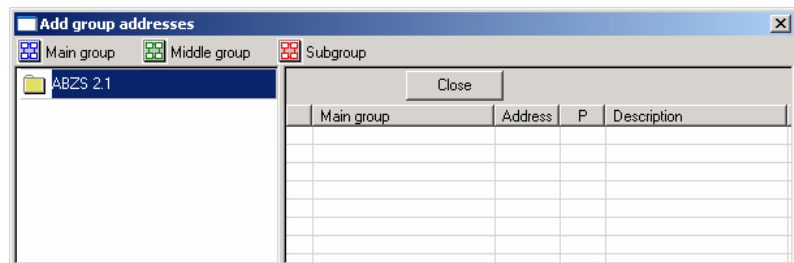 Add group addresses
Main group Middle group Subgroup
ABZS 2.1
Close
Main group Address P Description